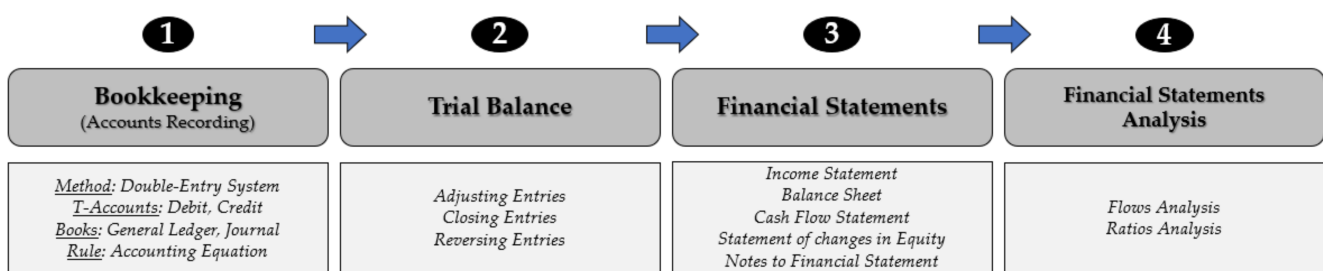 1
2
3
4
Bookkeeping
(Accounts Recording)
Trial Balance
Financial Statements
Financial Statements
Analysis
Method: Double-Entry System
T-Accounts: Debit, Credit
Books: General Ledger, Journal
Rule: Accounting Equation
Adjusting Entries
Closing Entries
Reversing Entries
Income Statement
Balance Sheet
Cash Flow Statement
Statement of changes in Equity
Notes to Financial Statement
Flows Analysis
Ratios Analysis